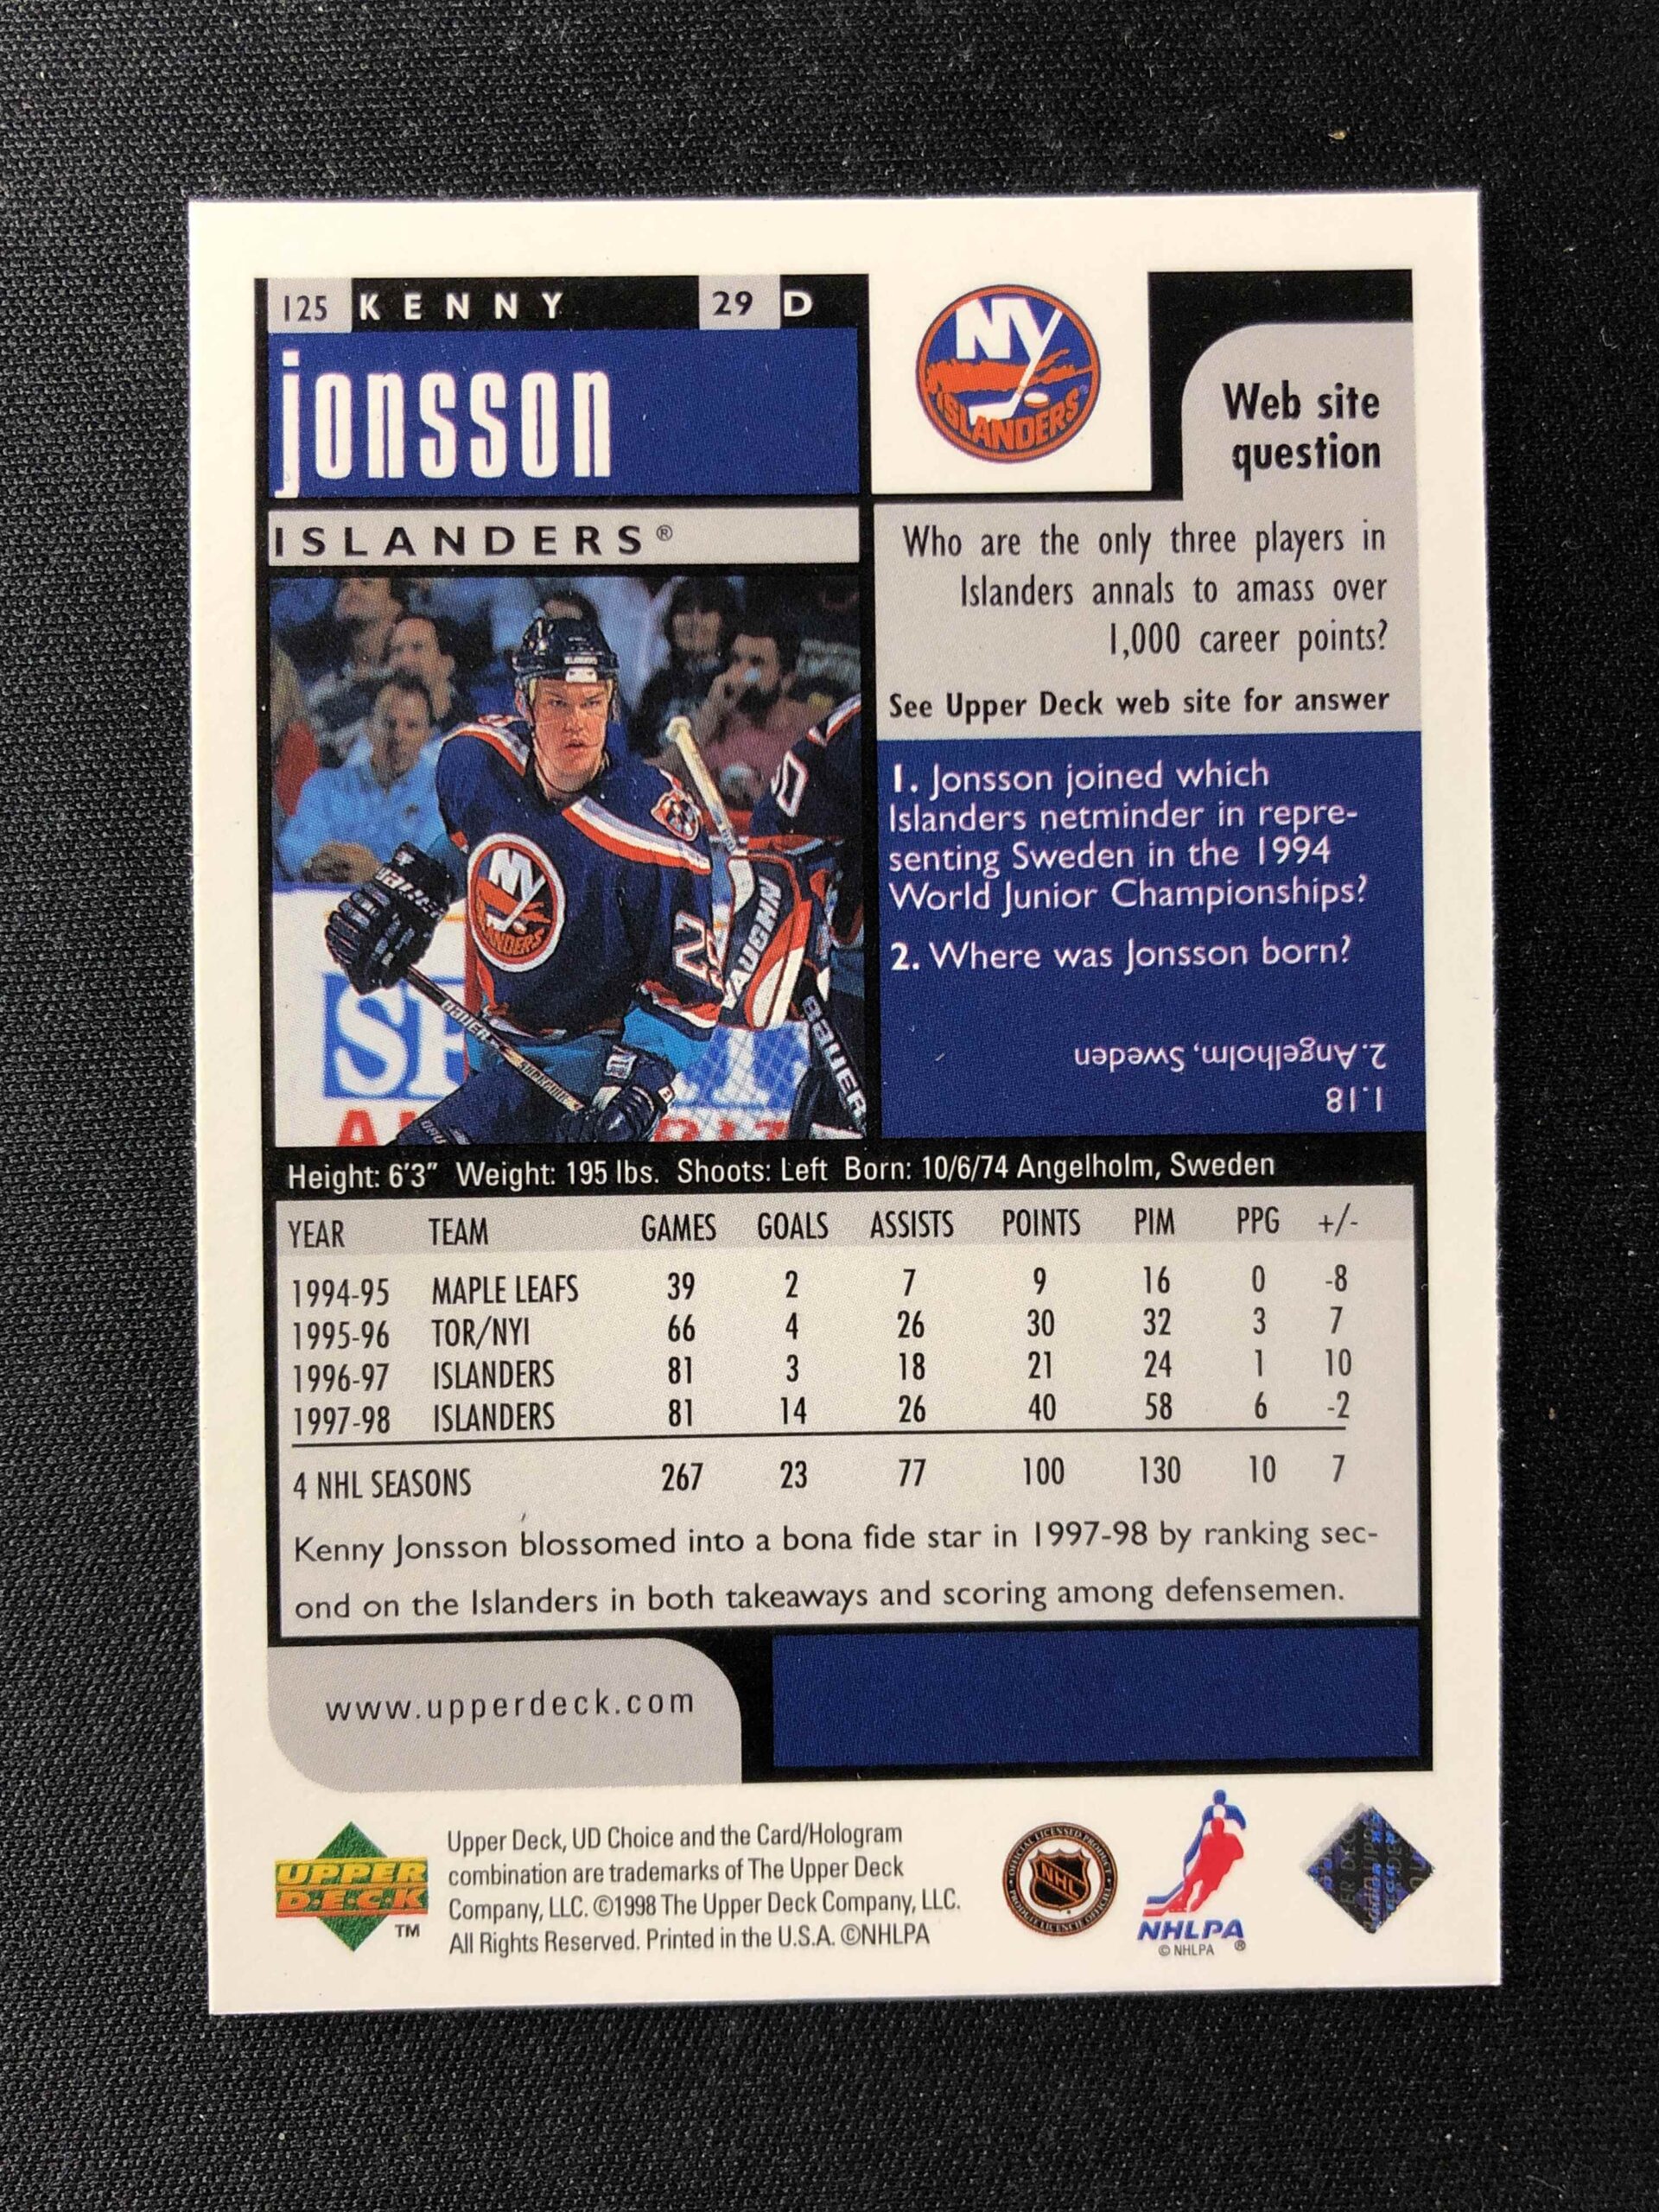 125 KENNY 29 D
jonsson
ISLANDERS®
NY
ISLANDERS
Web site
question
Who are the only three players in
Islanders annals to amass over
1,000 career points?
See Upper Deck web site for answer
1. Jonsson joined which
Islanders netminder in repre-
senting Sweden in the 1994
World Junior Championships?
2. Where was Jonsson born?
1.18
2.Angelholm, Sweden
NY
ISLANDERS
VAUGHN
BAUER
BAUER
Height: 6'3" Weight: 195 lbs. Shoots: Left Born: 10/6/74 Angelholm, Sweden
YEAR TEAM GAMES GOALS ASSISTS POINTS PIM PPG +/-
1994-95 MAPLE LEAFS 39 2 7 9 16 0 -8
1995-96 TOR/NYI 66 4 26 30 32 3 7
1996-97 ISLANDERS 81 3 18 21 24 1 10
1997-98 ISLANDERS 81 14 26 40 58 6 -2
4 NHL SEASONS 267 23 77 100 130 10 7
Kenny Jonsson blossomed into a bona fide star in 1997-98 by ranking sec-
ond on the Islanders in both takeaways and scoring among defensemen.
www.upperdeck.com
UPPER
DECK
TM
Upper Deck, UD Choice and the Card/Hologram
combination are trademarks of The Upper Deck
Company, LLC. ©1998 The Upper Deck Company, LLC.
All Rights Reserved. Printed in the U.S.A. ©NHLPA
NHL
NHLPA
© NHLPA ®